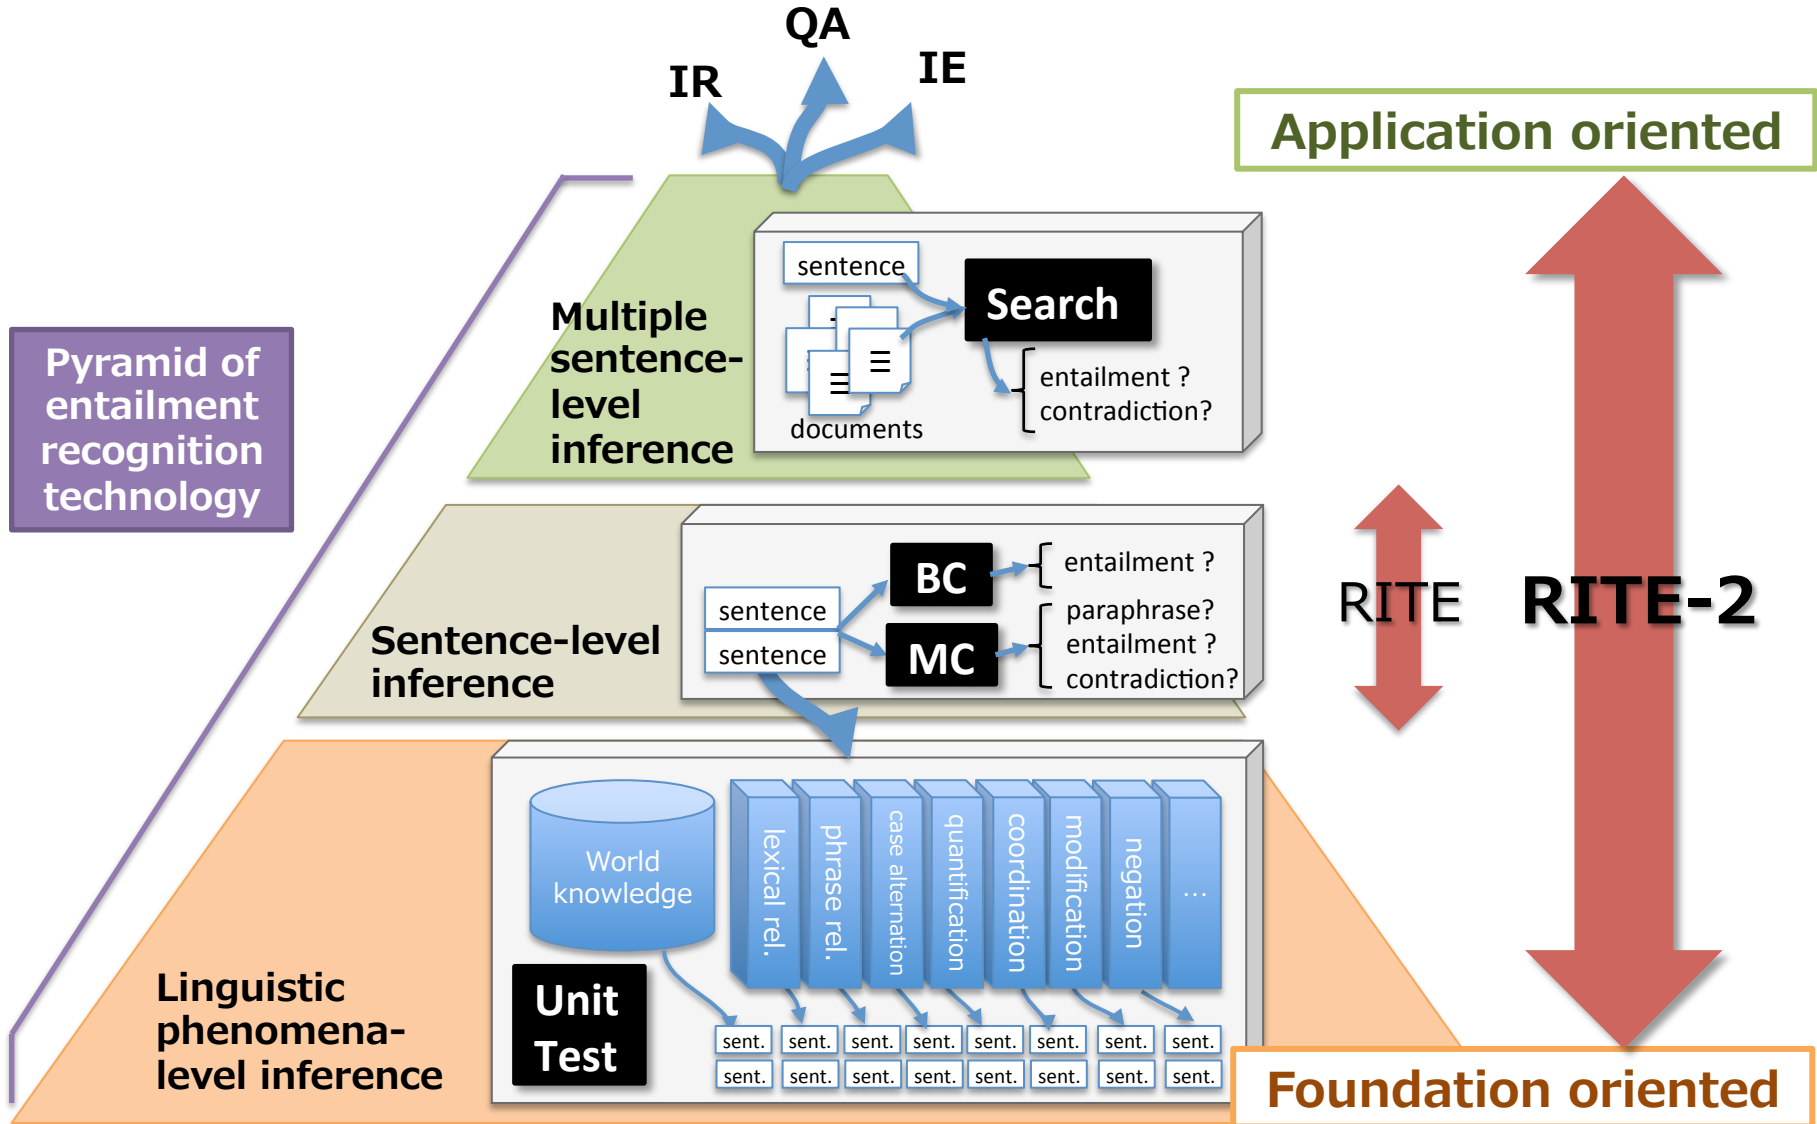 QA
IR
IE
Application oriented
sentence
Search
documents
entailment ?
contradiction?
Multiple
sentence-
level
inference
Pyramid of
entailment
recognition
technology
BC
entailment ?
sentence
sentence
MC
paraphrase?
entailment ?
contradiction?
Sentence-level
inference
RITE
RITE-2
World
knowledge
lexical rel.
phrase rel.
case alternation
quantification
coordination
modification
negation
...
Unit
Test
sent. sent. sent. sent. sent. sent. sent. sent.
sent. sent. sent. sent. sent. sent. sent. sent.
Linguistic
phenomena-
level inference
Foundation oriented